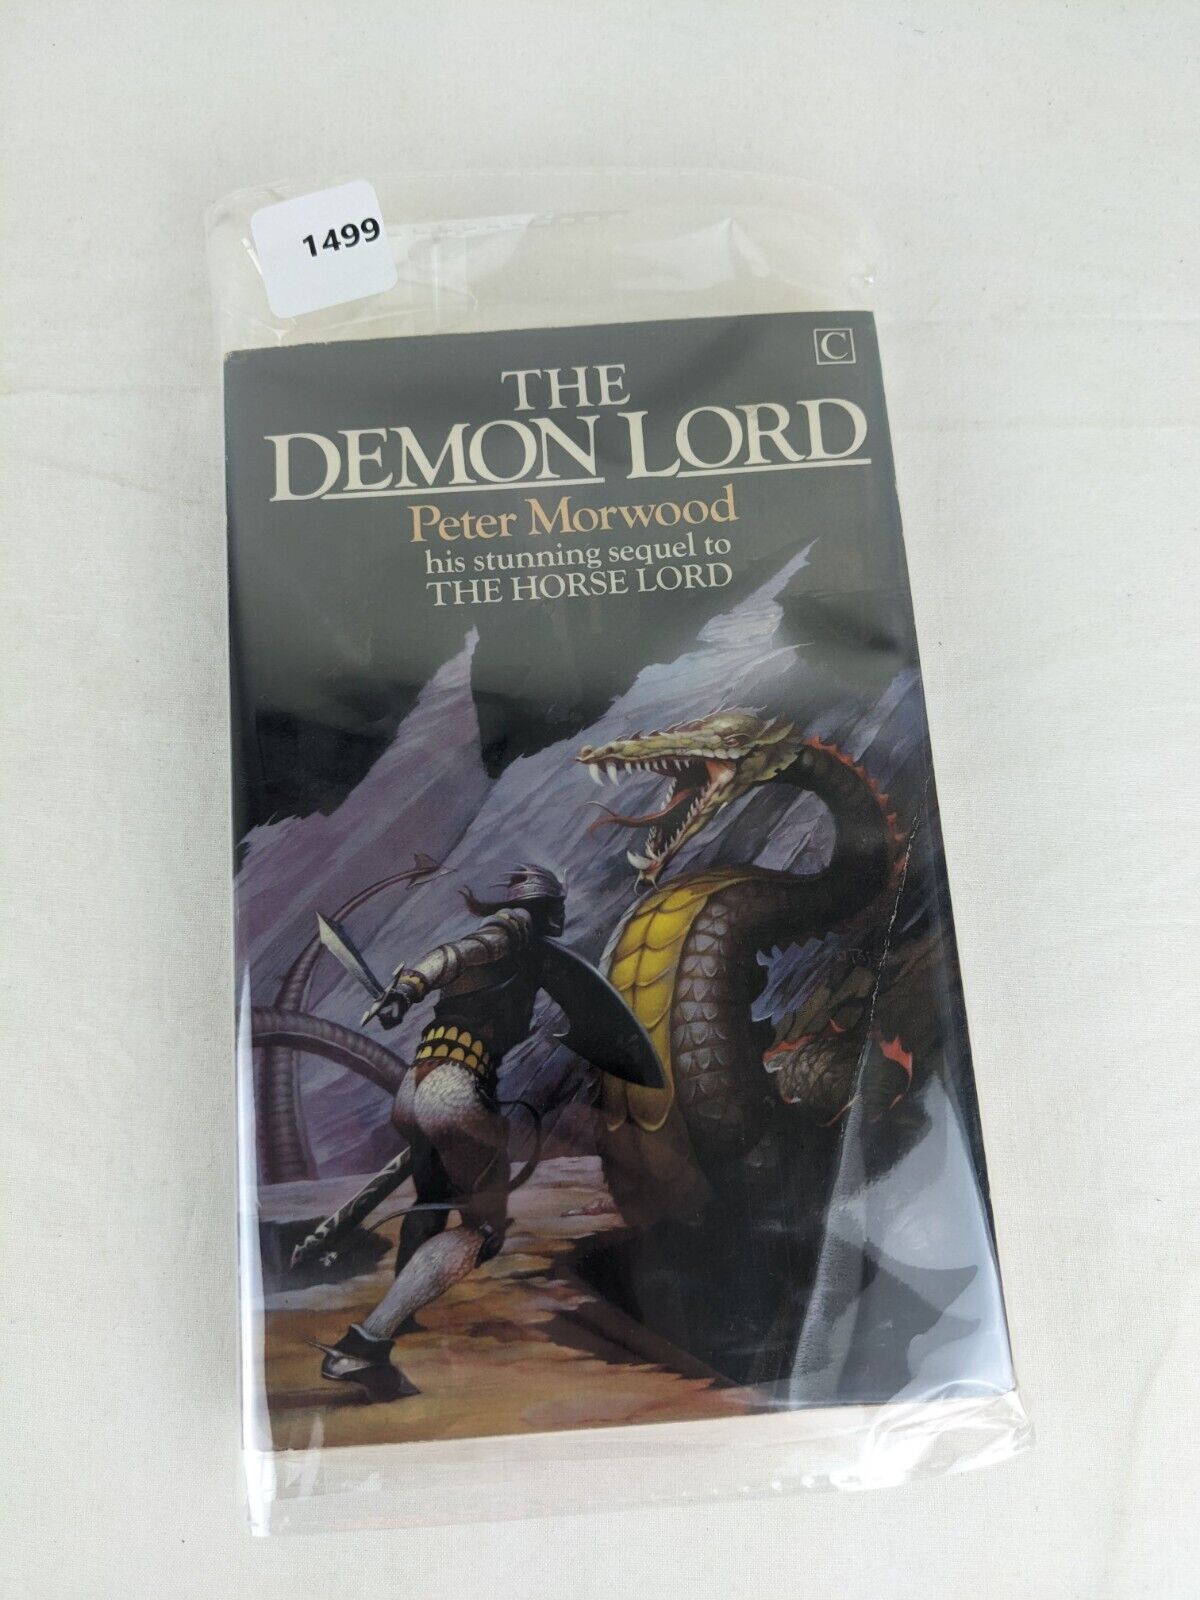 1499
C
THE
DEMON LORD
Peter Morwood
his stunning sequel to
THE HORSE LORD